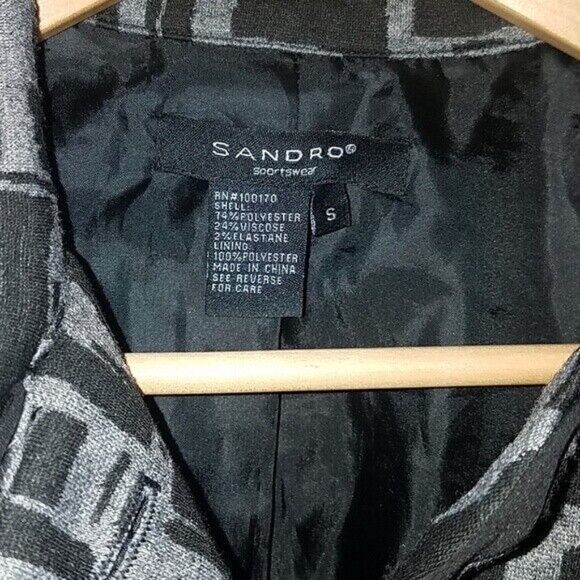 SANDRO®
sportswear
S
RN#100170
SHELL:
74%POLYESTER
24%VISCOSE
2%ELASTANE
LINING:
100%POLYESTER
MADE IN CHINA
SEE REVERSE
FOR CARE